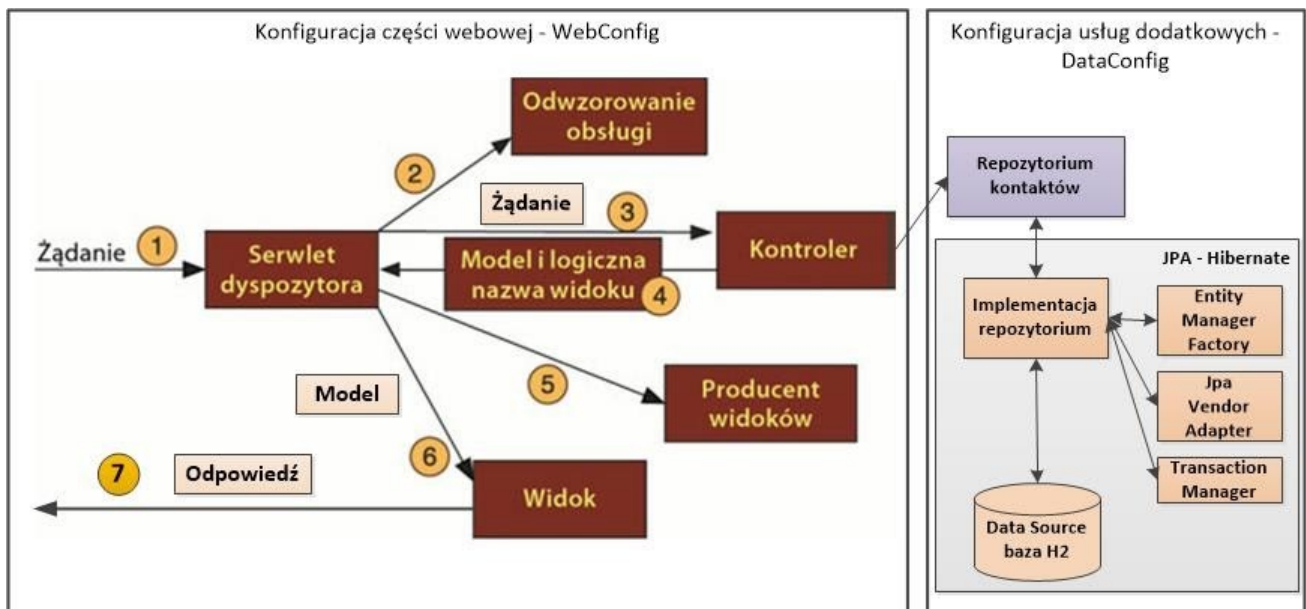 Konfiguracja części webowej - WebConfig
Odwzorowanie
obsługi
2
Żądanie
3
Żądanie
1
Serwlet
dyspozytora
Model i logiczna
nazwa widoku
4
Kontroler
5
Model
Producent
widoków
6
7
Odpowiedź
Widok
Konfiguracja usług dodatkowych -
DataConfig
Repozytorium
kontaktów
JPA - Hibernate
Implementacja
repozytorium
Entity
Manager
Factory
Jpa
Vendor
Adapter
Transaction
Manager
Data Source
baza H2